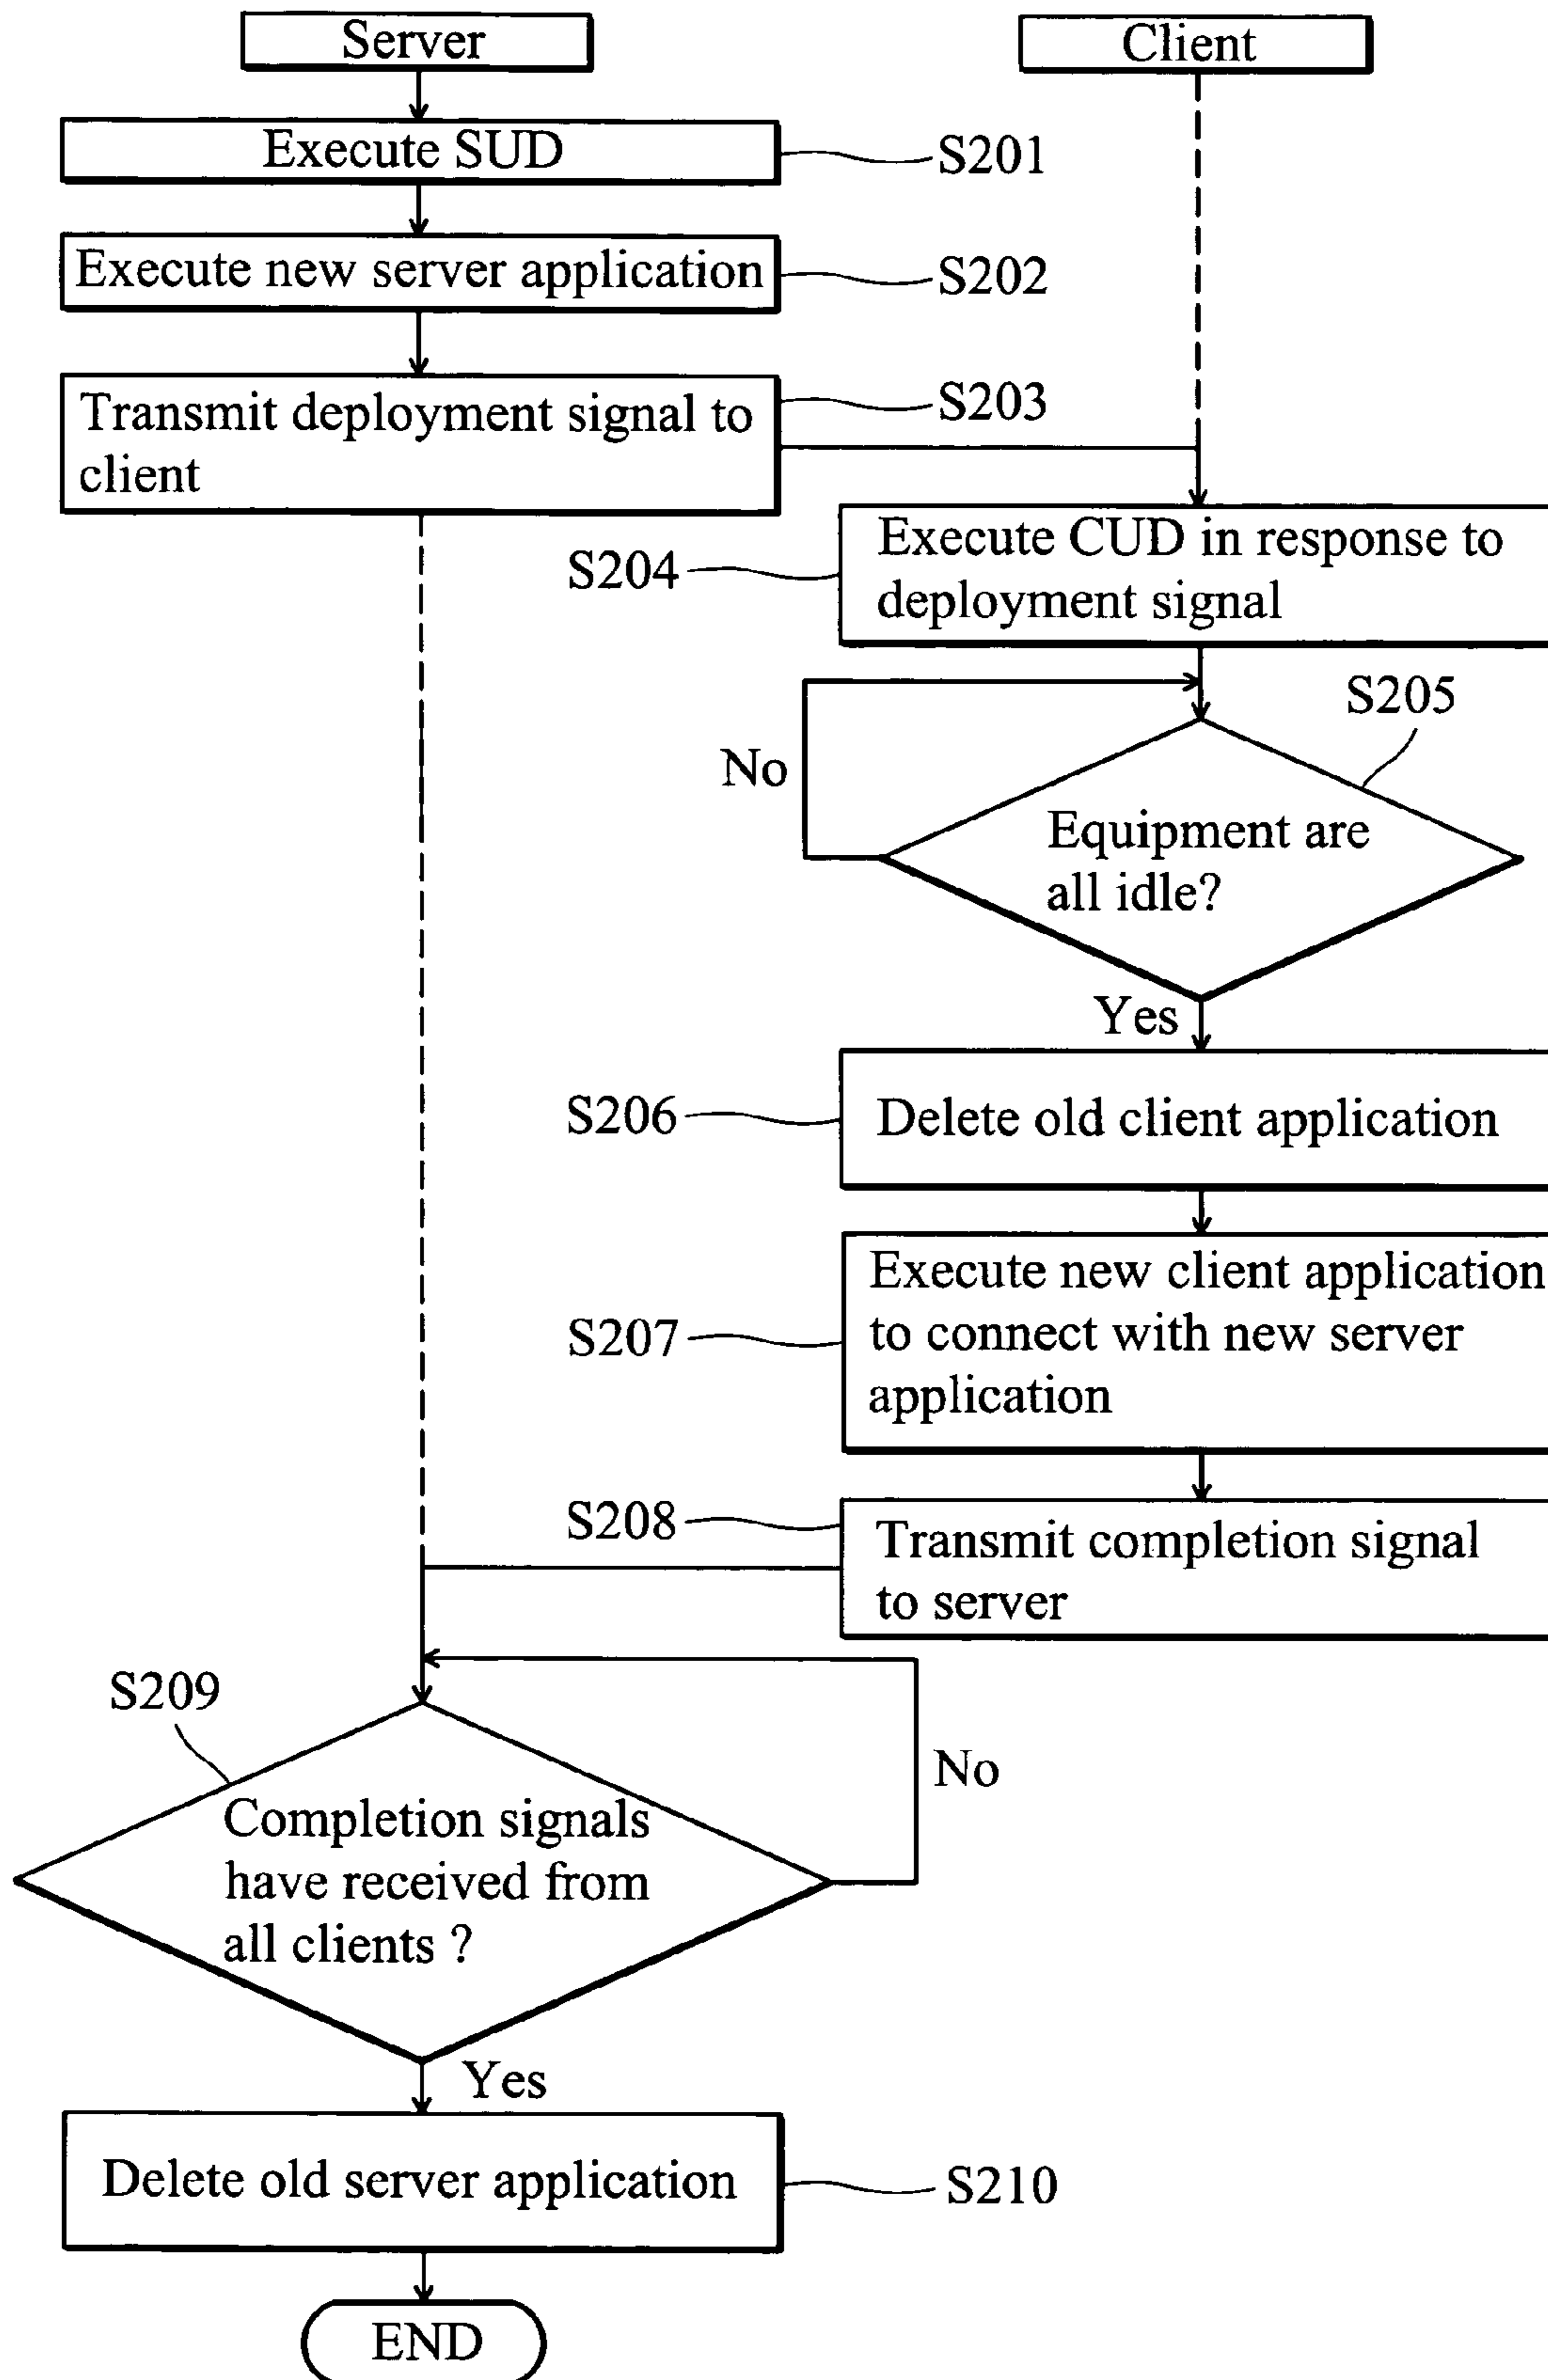 Server
Client
Execute SUD
S201
Execute new server application
S202
Transmit deployment signal to
client
S203
S204
Execute CUD in response to
deployment signal
S205
No
Equipment are
all idle?
Yes
S206
Delete old client application
S207
Execute new client application
to connect with new server
application
S208
Transmit completion signal
to server
S209
No
Completion signals
have received from
all clients ?
Yes
Delete old server application
S210
END